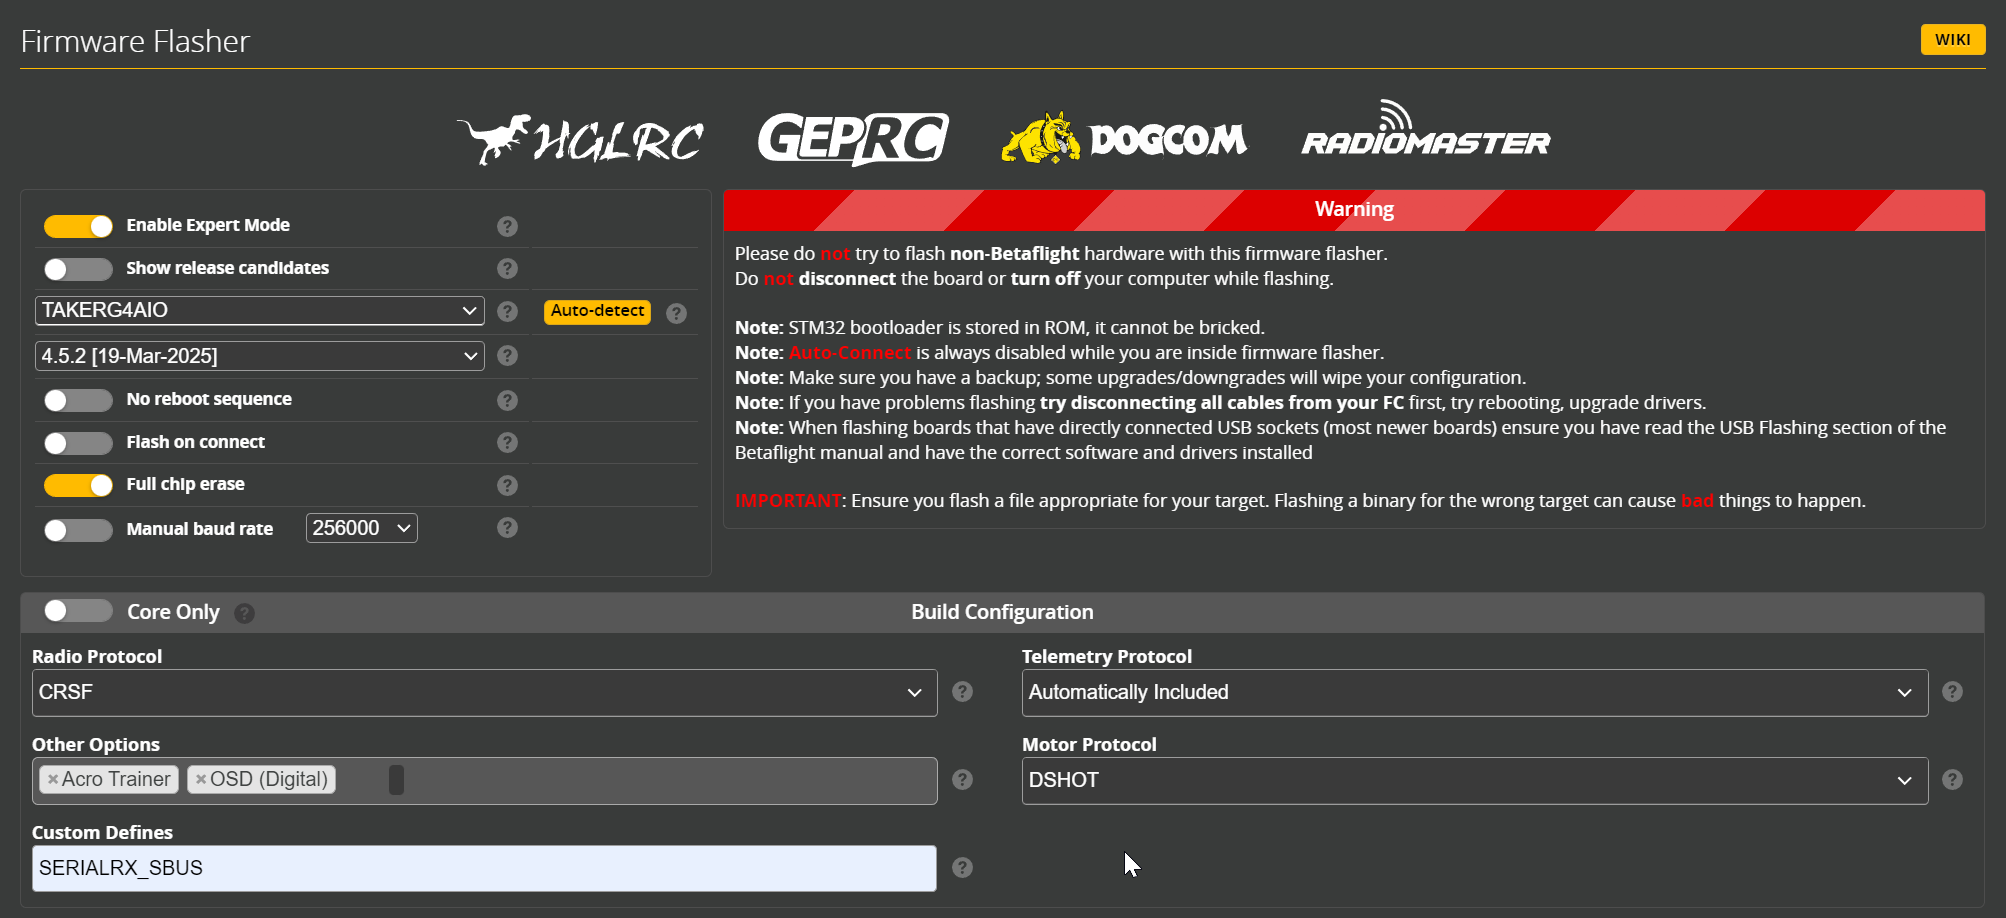 Firmware Flasher
WIKI
HGLRC
GEPRC
DOGCOM
RADIOMASTER
Enable Expert Mode
Show release candidates
TAKERG4AIO
Auto-detect
4.5.2 [19-Mar-2025]
No reboot sequence
Flash on connect
Full chip erase
Manual baud rate
256000
Warning
Please do not try to flash non-Betaflight hardware with this firmware flasher.
Do not disconnect the board or turn off your computer while flashing.
Note: STM32 bootloader is stored in ROM, it cannot be bricked.
Note: Auto-Connect is always disabled while you are inside firmware flasher.
Note: Make sure you have a backup; some upgrades/downgrades will wipe your configuration.
Note: If you have problems flashing try disconnecting all cables from your FC first, try rebooting, upgrade drivers.
Note: When flashing boards that have directly connected USB sockets (most newer boards) ensure you have read the USB Flashing section of the
Betaflight manual and have the correct software and drivers installed
IMPORTANT: Ensure you flash a file appropriate for your target. Flashing a binary for the wrong target can cause bad things to happen.
Core Only
Build Configuration
Radio Protocol
CRSF
Telemetry Protocol
Automatically Included
Other Options
×Acro Trainer ×OSD (Digital)
Motor Protocol
DSHOT
Custom Defines
SERIALRX_SBUS